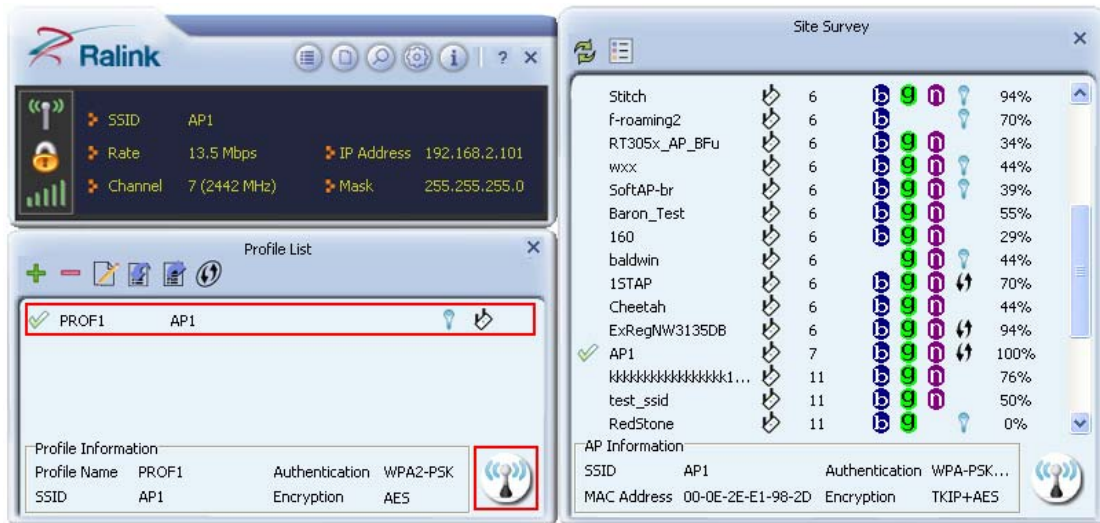 Ralink
i ? ×
SSID AP1
Rate 13.5 Mbps IP Address 192.168.2.101
Channel 7 (2442 MHz) Mask 255.255.255.0
Profile List ×
PROF1 AP1
Profile Information
Profile Name PROF1 Authentication WPA2-PSK
SSID AP1 Encryption AES
Site Survey ×
Stitch 6 b g n 94%
f-roaming2 6 b 70%
RT305x_AP_BFu 6 b g n 34%
wxx 6 b g n 44%
SoftAP-br 6 b g n 39%
Baron_Test 6 b g n 55%
160 6 b g n 29%
baldwin 6 g n 44%
1STAP 6 b g n 70%
Cheetah 6 b g n 44%
ExRegNW3135DB 6 b g n 94%
AP1 7 b g n 100%
kkkkkkkkkkkkkkkk1... 11 b g n 76%
test_ssid 11 b g n 50%
RedStone 11 b g 0%
AP Information
SSID AP1 Authentication WPA-PSK...
MAC Address 00-0E-2E-E1-98-2D Encryption TKIP+AES